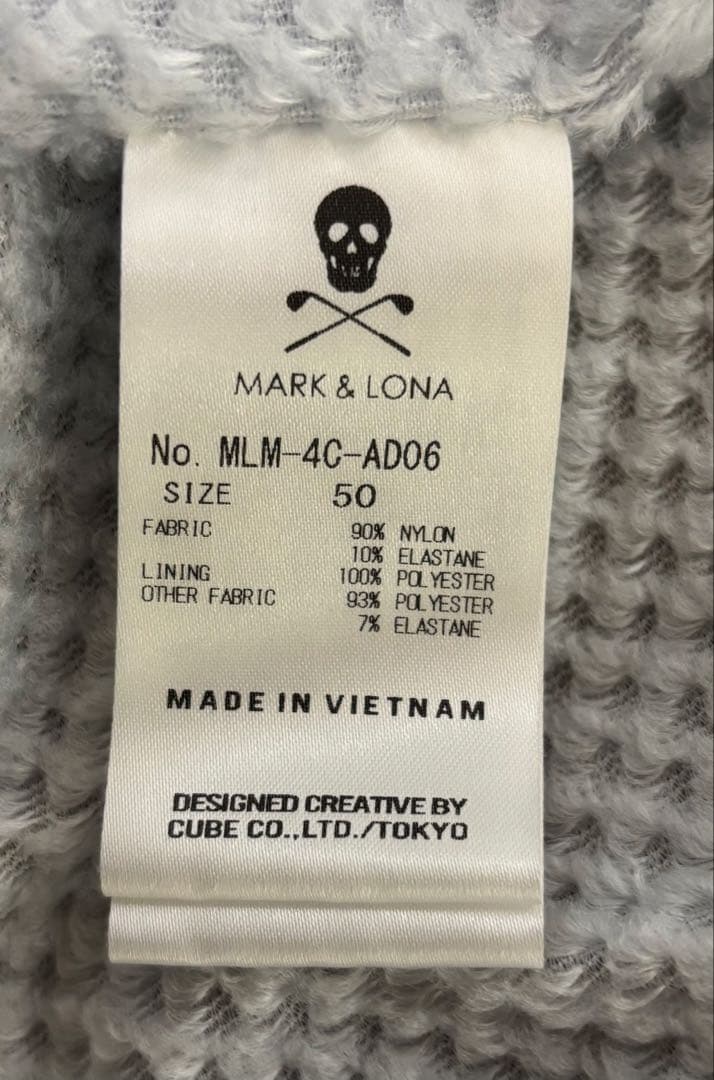 MARK & LONA
No. MLM-4C-AD06
SIZE 50
FABRIC 90% NYLON
10% ELASTANE
LINING 100% POLYESTER
OTHER FABRIC 93% POLYESTER
7% ELASTANE
MADE IN VIETNAM
DESIGNED CREATIVE BY
CUBE CO.,LTD./TOKYO